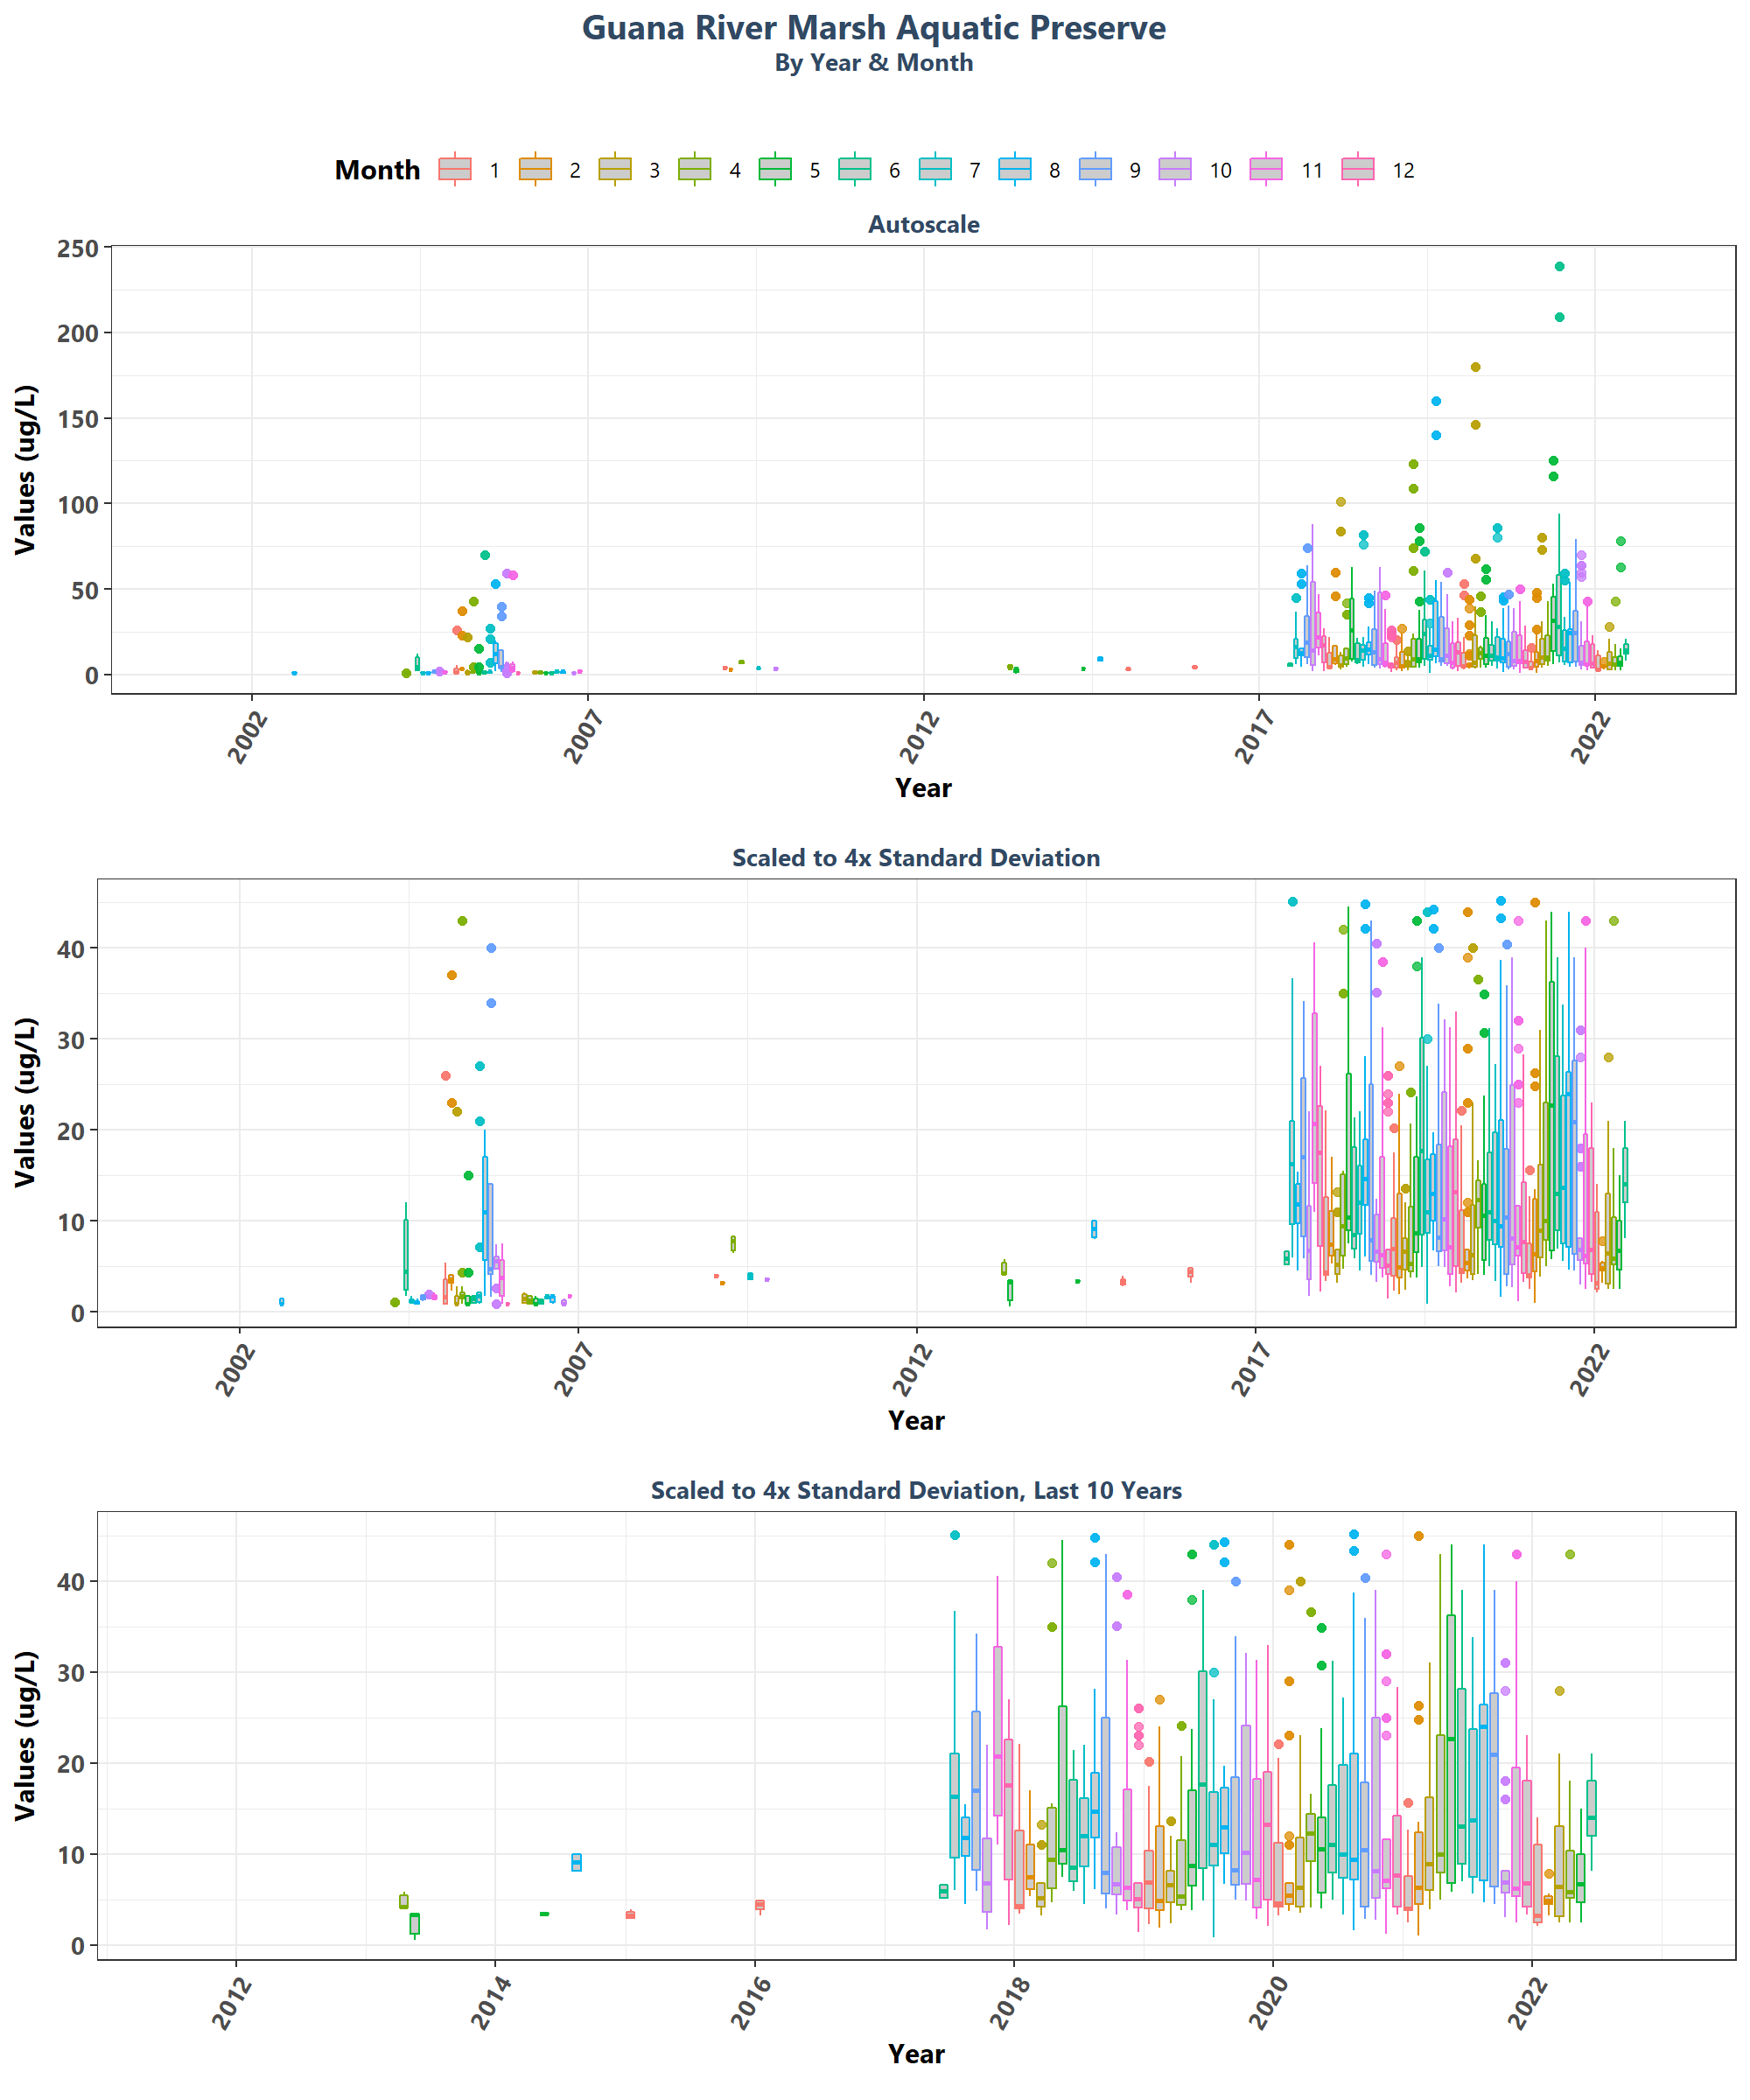 Guana River Marsh Aquatic Preserve
By Year & Month
Month 1 2 3 4 5 6 7 8 9 10 11 12
Autoscale
250
200
150
100
50
0
Values (ug/L)
2002 2007 2012 2017 2022
Year
Scaled to 4x Standard Deviation
40
30
20
10
0
Values (ug/L)
2002 2007 2012 2017 2022
Year
Scaled to 4x Standard Deviation, Last 10 Years
40
30
20
10
0
Values (ug/L)
2012 2014 2016 2018 2020 2022
Year